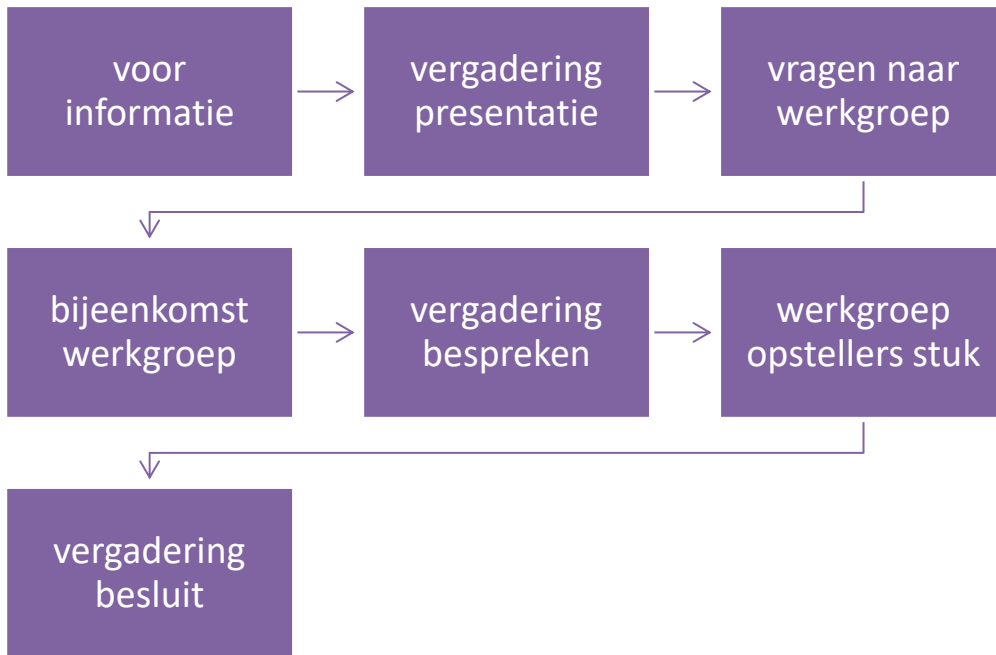 voor
informatie
vergadering
presentatie
vragen naar
werkgroep
bijeenkomst
werkgroep
vergadering
bespreken
werkgroep
opstellers stuk
vergadering
besluit